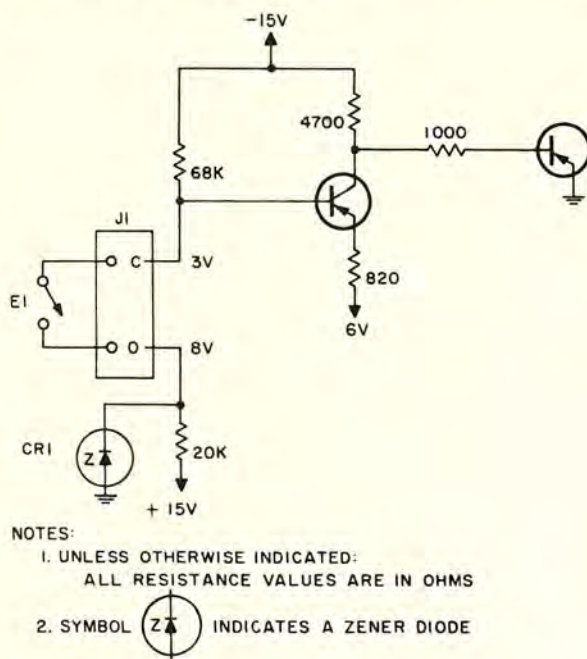 -15V
4700
1000
68K
J1
C
3V
E1
820
6V
O
8V
CR1
Z
20K
+ 15V
NOTES:
1. UNLESS OTHERWISE INDICATED:
ALL RESISTANCE VALUES ARE IN OHMS
2. SYMBOL Z INDICATES A ZENER DIODE